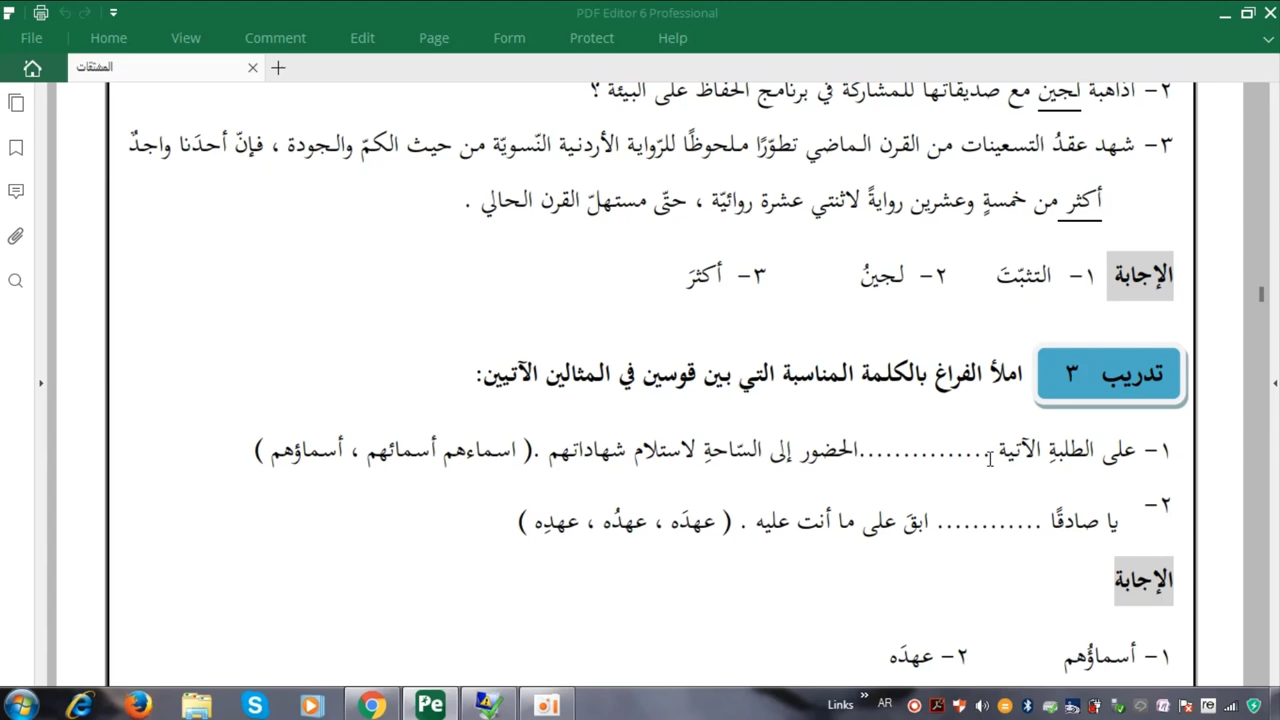 PDF Editor 6 Professional
File Home View Comment Edit Page Form Protect Help
المشتقات
٢- أذاهبة لجين مع صديقاتها للمشاركة في برنامج الحفاظ على البيئة ؟
٣- شهد عقدُ التسعينات من القرن الماضي تطوّرًا ملحوظًا للرّواية الأردنية النّسويّة من حيث الكمّ والجودة ، فإنّ أحدَنا واجدٌ
أكثر من خمسةٍ وعشرين روايةً لاثنتي عشرة روائيّة ، حتّى مستهلّ القرن الحالي .
الإجابة ١- التثبّتَ ٢- لجينُ ٣- أكثرَ
تدريب ٣ املأ الفراغ بالكلمة المناسبة التي بين قوسين في المثالين الآتيين:
١- على الطلبةِ الآتية ...............الحضور إلى السّاحةِ لاستلام شهاداتهم .( اسماءهم أسمائهم ، أسماؤهم )
٢-
يا صادقًا ............ ابقَ على ما أنت عليه . ( عهدَه ، عهدُه ، عهدِه )
الإجابة
١- أسماؤُهم ٢- عهدَه
Links AR